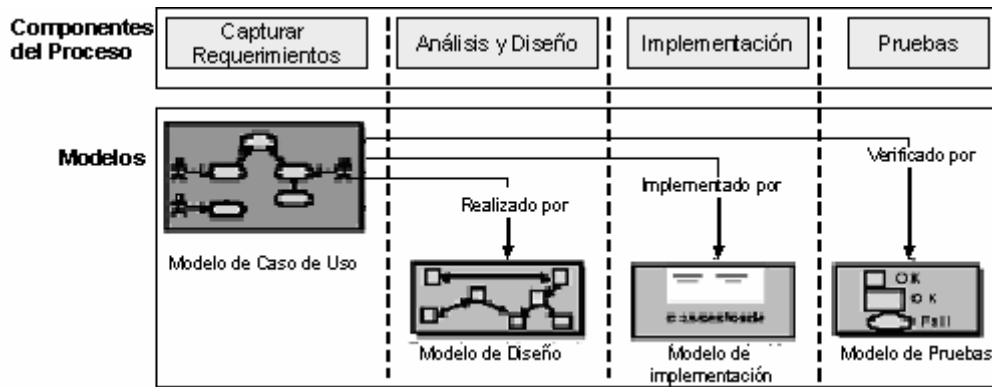 Componentes
del Proceso
Capturar
Requerimientos
Análisis y Diseño
Implementación
Pruebas
Modelos
Verificado por
Implementado por
Realizado por
Modelo de Caso de Uso
OK
OK
Fail
Modelo de Diseño
Modelo de
implementación
Modelo de Pruebas